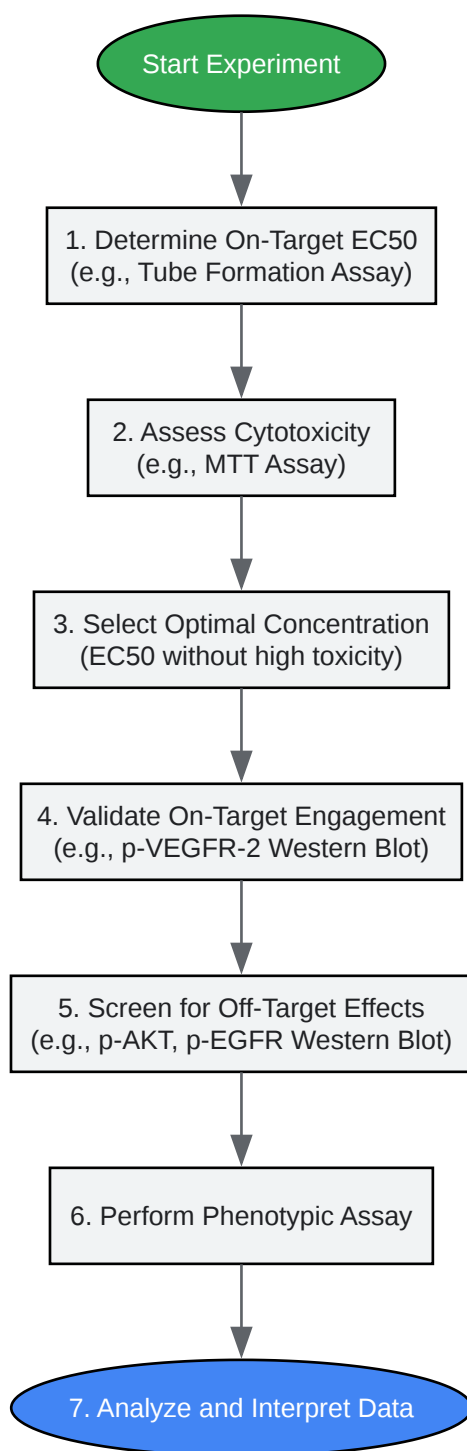 Start Experiment
1. Determine On-Target EC50
(e.g., Tube Formation Assay)
2. Assess Cytotoxicity
(e.g., MTT Assay)
3. Select Optimal Concentration
(EC50 without high toxicity)
4. Validate On-Target Engagement
(e.g., p-VEGFR-2 Western Blot)
5. Screen for Off-Target Effects
(e.g., p-AKT, p-EGFR Western Blot)
6. Perform Phenotypic Assay
7. Analyze and Interpret Data